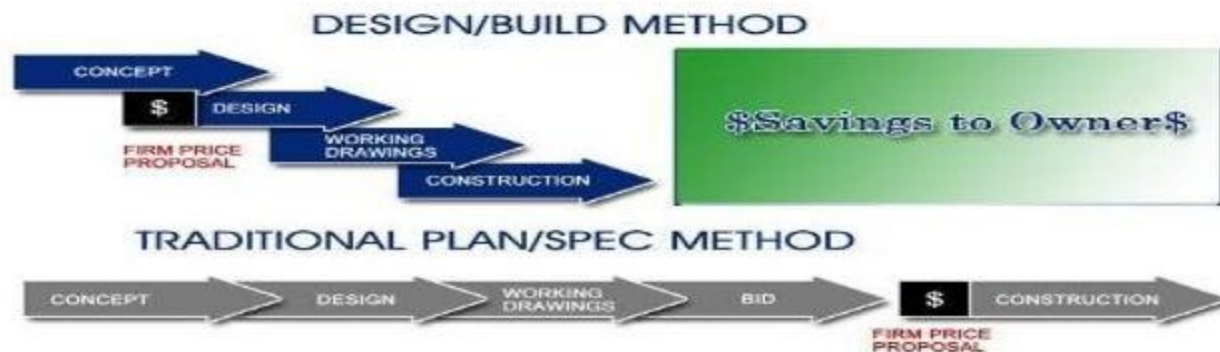 DESIGN/BUILD METHOD
CONCEPT
$
DESIGN
FIRM PRICE
PROPOSAL
WORKING
DRAWINGS
CONSTRUCTION
$Savings to Owner$
TRADITIONAL PLAN/SPEC METHOD
CONCEPT
DESIGN
WORKING
DRAWINGS
BID
$
CONSTRUCTION
FIRM PRICE
PROPOSAL